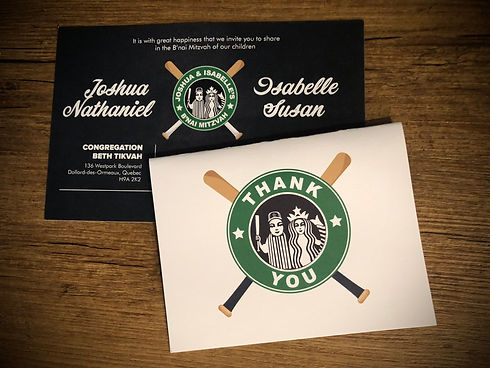 It is with great happiness that we invite you to share
in the B'nai Mitzvah of our children
Joshua
Nathaniel
JOSHUA & ISABELLE'S
B'NAI MITZVAH
Isabelle
Susan
CONGREGATION
BETH TIKVAH
136 Westpark Boulevard
Dollard-des-Ormeaux, Quebec
H9A 2K2
THANK
YOU